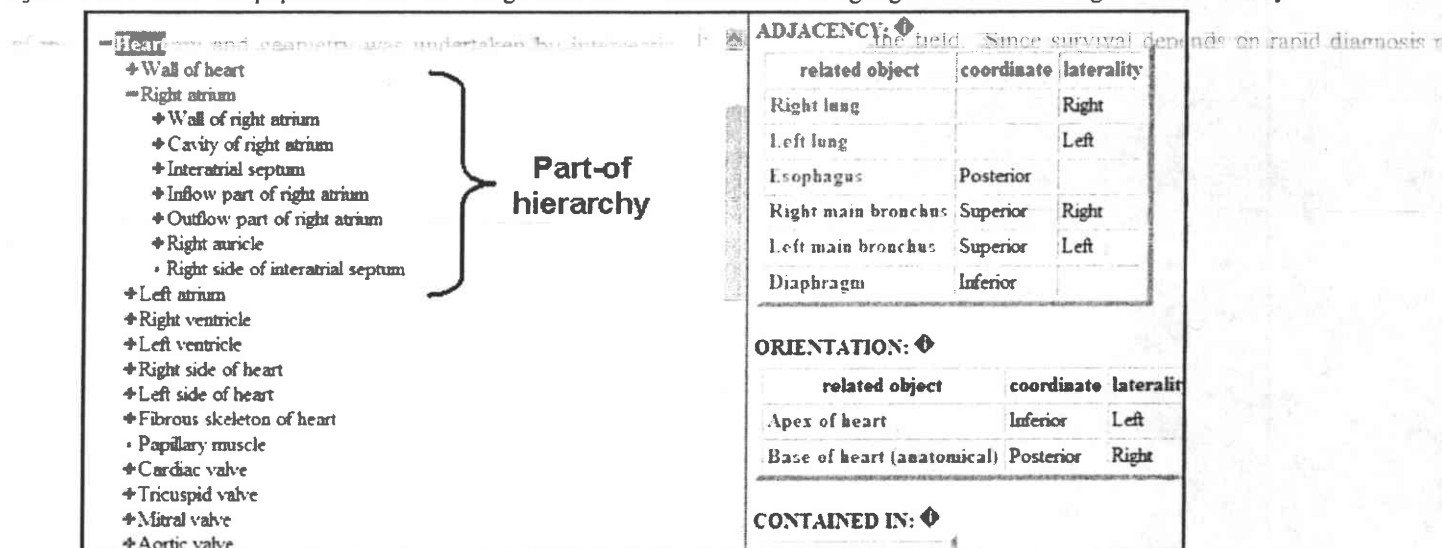 -Heart
+Wall of heart
-Right atrium
+Wall of right atrium
+Cavity of right atrium
+Interatrial septum
+Inflow part of right atrium
+Outflow part of right atrium
+Right auricle
Right side of interatrial septum
+Left atrium
+Right ventricle
+Left ventricle
+Right side of heart
+Left side of heart
+Fibrous skeleton of heart
Papillary muscle
+Cardiac valve
+Tricuspid valve
+Mitral valve
+Aortic valve
Part-of
hierarchy
ADJACENCY:
the field. Since survival depends on rapid diagnosis
related object coordinate laterality
Right lung Right
Left lung Left
Esophagus Posterior
Right main bronchus Superior Right
Left main bronchus Superior Left
Diaphragm Inferior
ORIENTATION:
related object coordinate lateralit
Apex of heart Inferior Left
Base of heart (anatomical) Posterior Right
CONTAINED IN: